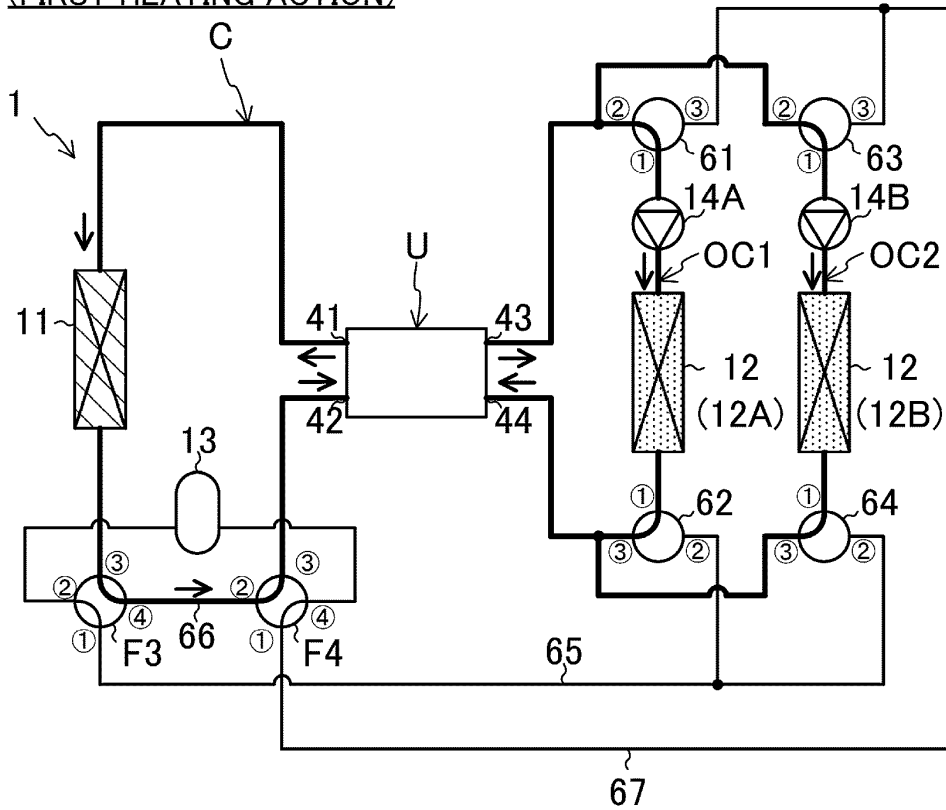 (FIRST HEATING ACTION)
C
1
② ③
①
61
② ③
①
63
14A
14B
U
OC1
OC2
11
41 43
42 44
12
(12A)
12
(12B)
13
①
③ ②
62
①
③ ②
64
③
② ④
①
F3
66
③
② ④
①
F4
65
67